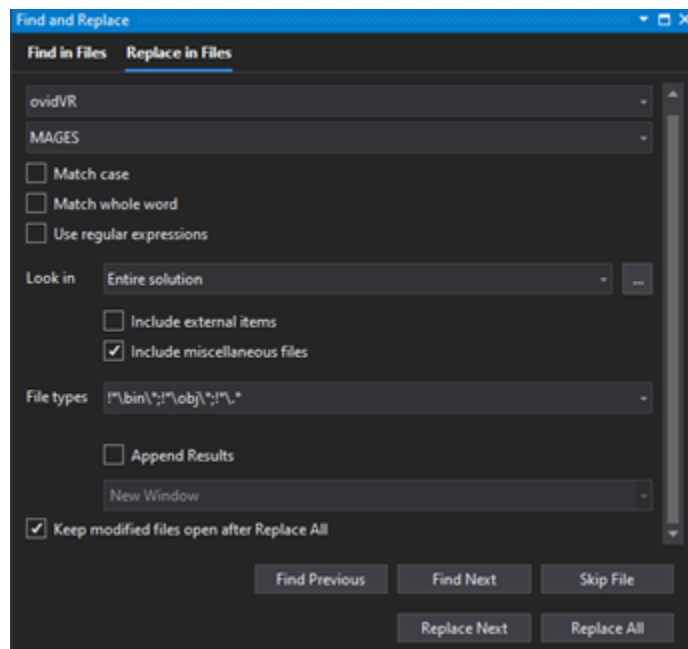 Find and Replace
Find in Files Replace in Files
ovidVR
MAGES
Match case
Match whole word
Use regular expressions
Look in Entire solution ...
Include external items
Include miscellaneous files
File types !*\bin\*;!*\obj\*;!*\.*
Append Results
New Window
Keep modified files open after Replace All
Find Previous Find Next Skip File
Replace Next Replace All